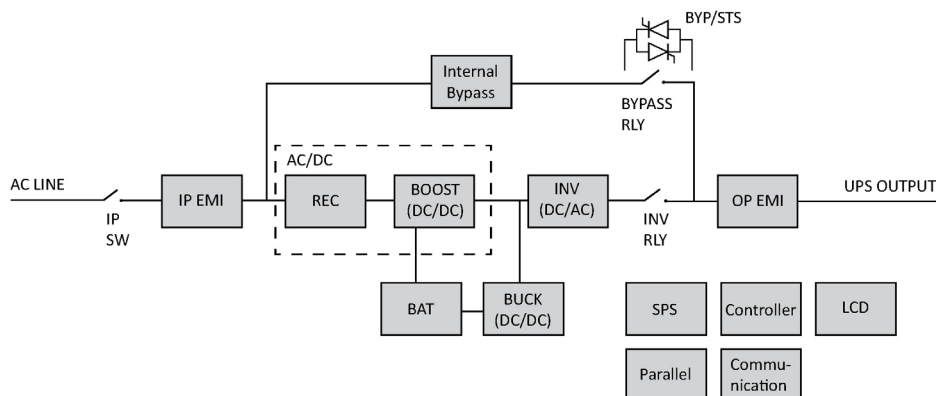 BYP/STS
Internal
Bypass
BYPASS
RLY
AC/DC
AC LINE
IP
SW
IP EMI
REC
BOOST
(DC/DC)
INV
(DC/AC)
INV
RLY
OP EMI
UPS OUTPUT
BAT
BUCK
(DC/DC)
SPS
Controller
LCD
Parallel
Commu-
nication